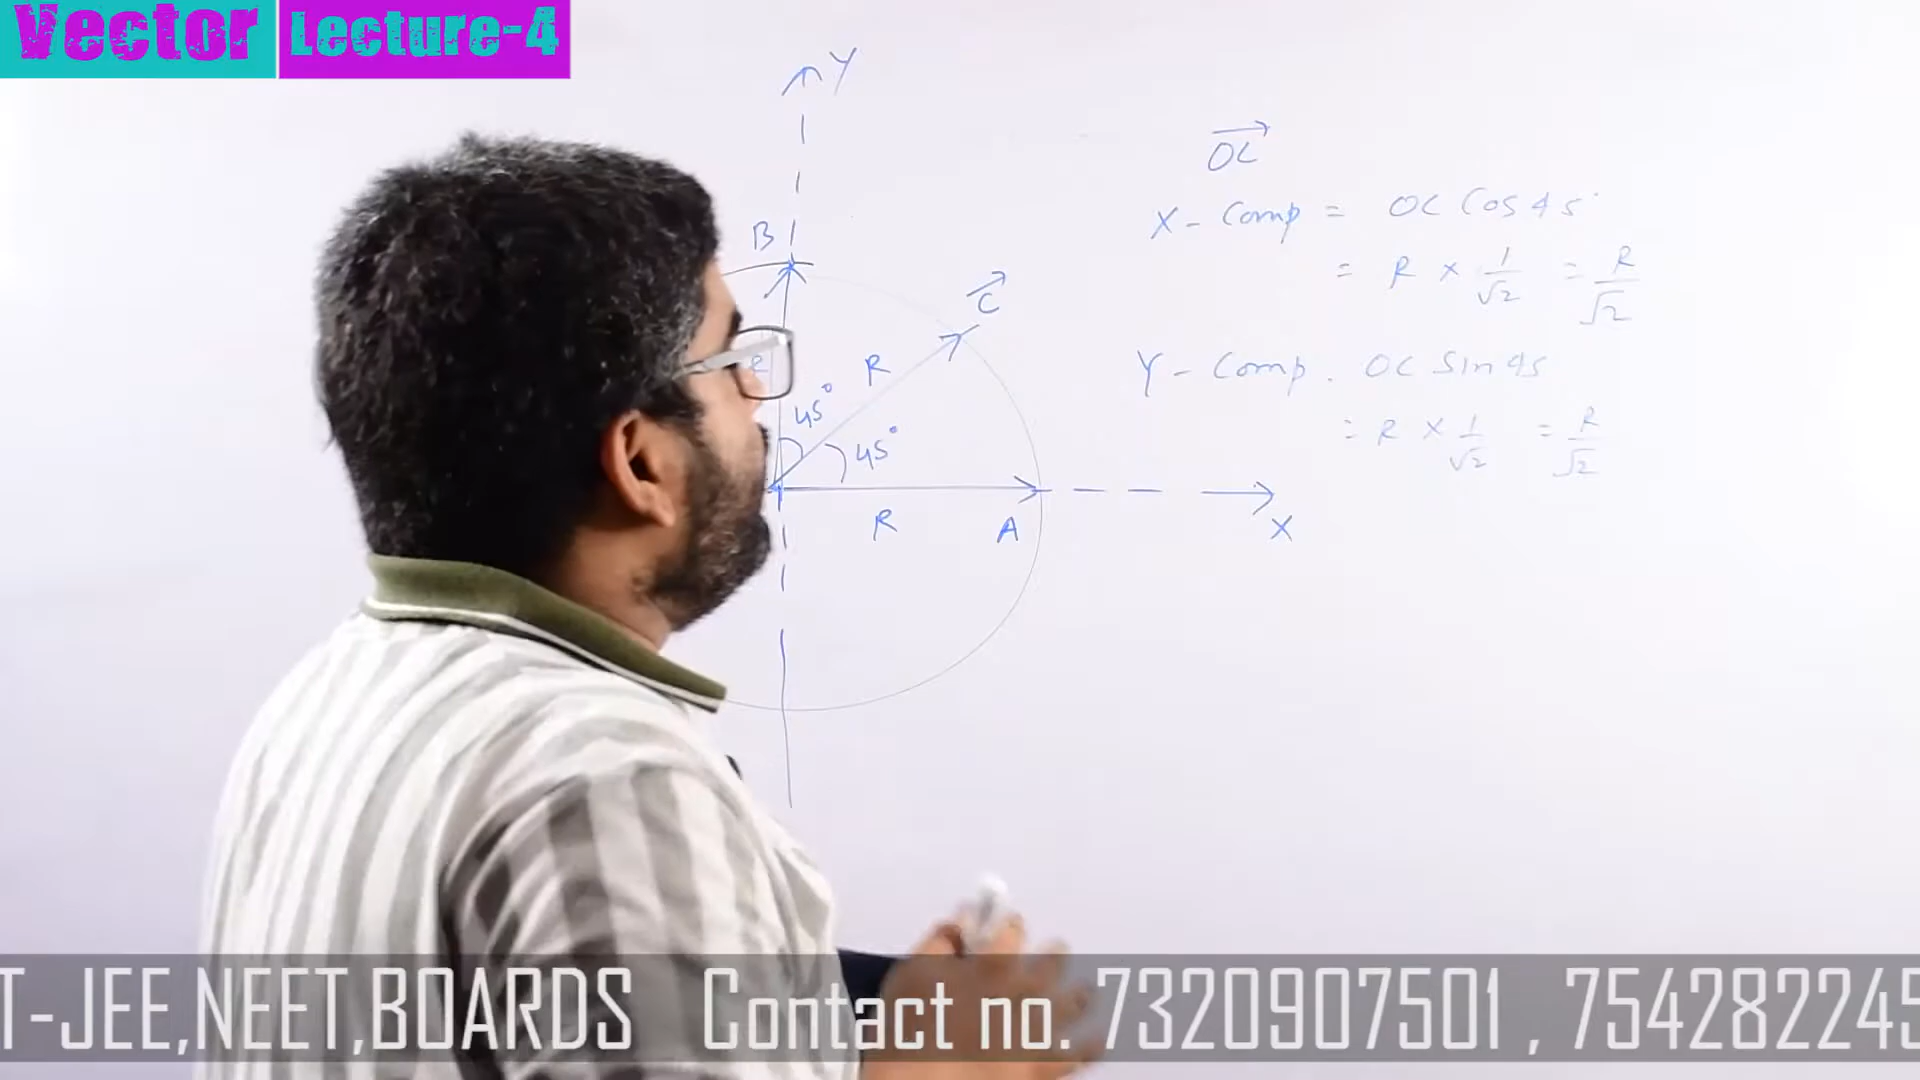 Vector Lecture-4
Y
OC
B
X - Comp = OC Cos 45°
= R × 1/√2 = R/√2
C
R
R
Y - Comp. OC Sin 45
45°
45°
= R × 1/√2 = R/√2
R
A
X
T-JEE,NEET,BOARDS Contact no. 7320907501 , 754282245